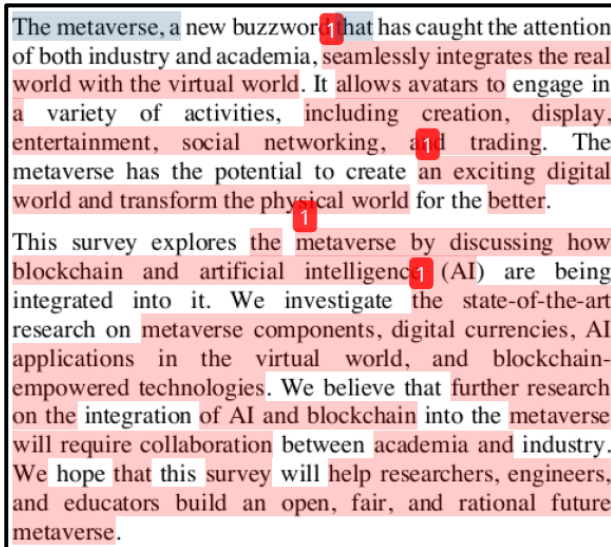 The metaverse, a new buzzword that has caught the attention
of both industry and academia, seamlessly integrates the real
world with the virtual world. It allows avatars to engage in
a variety of activities, including creation, display,
entertainment, social networking, and trading. The
metaverse has the potential to create an exciting digital
world and transform the physical world for the better.
This survey explores the metaverse by discussing how
blockchain and artificial intelligence (AI) are being
integrated into it. We investigate the state-of-the-art
research on metaverse components, digital currencies, AI
applications in the virtual world, and blockchain-
empowered technologies. We believe that further research
on the integration of AI and blockchain into the metaverse
will require collaboration between academia and industry.
We hope that this survey will help researchers, engineers,
and educators build an open, fair, and rational future
metaverse.
1
1
1
1